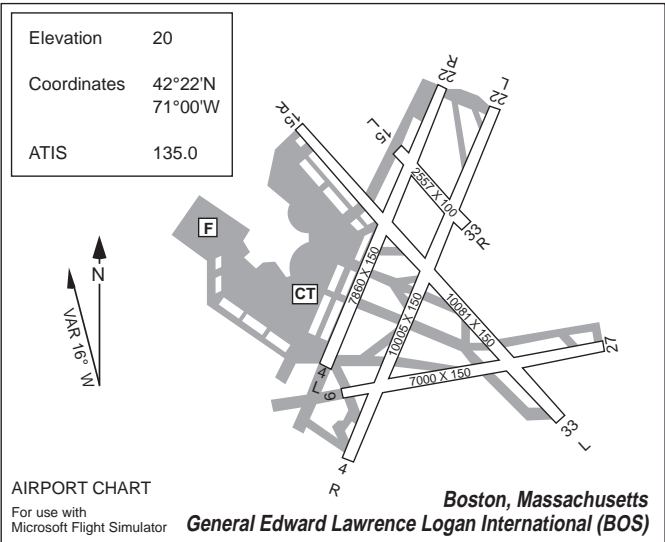 Elevation 20
Coordinates 42°22'N
71°00'W
ATIS 135.0
22
R
22
L
15
R
15
L
2557 X 100
33
R
F
CT
N
VAR 16° W
7860 X 150
10005 X 150
10081 X 150
27
7000 X 150
4
L
9
33
L
4
R
AIRPORT CHART
For use with
Microsoft Flight Simulator
Boston, Massachusetts
General Edward Lawrence Logan International (BOS)